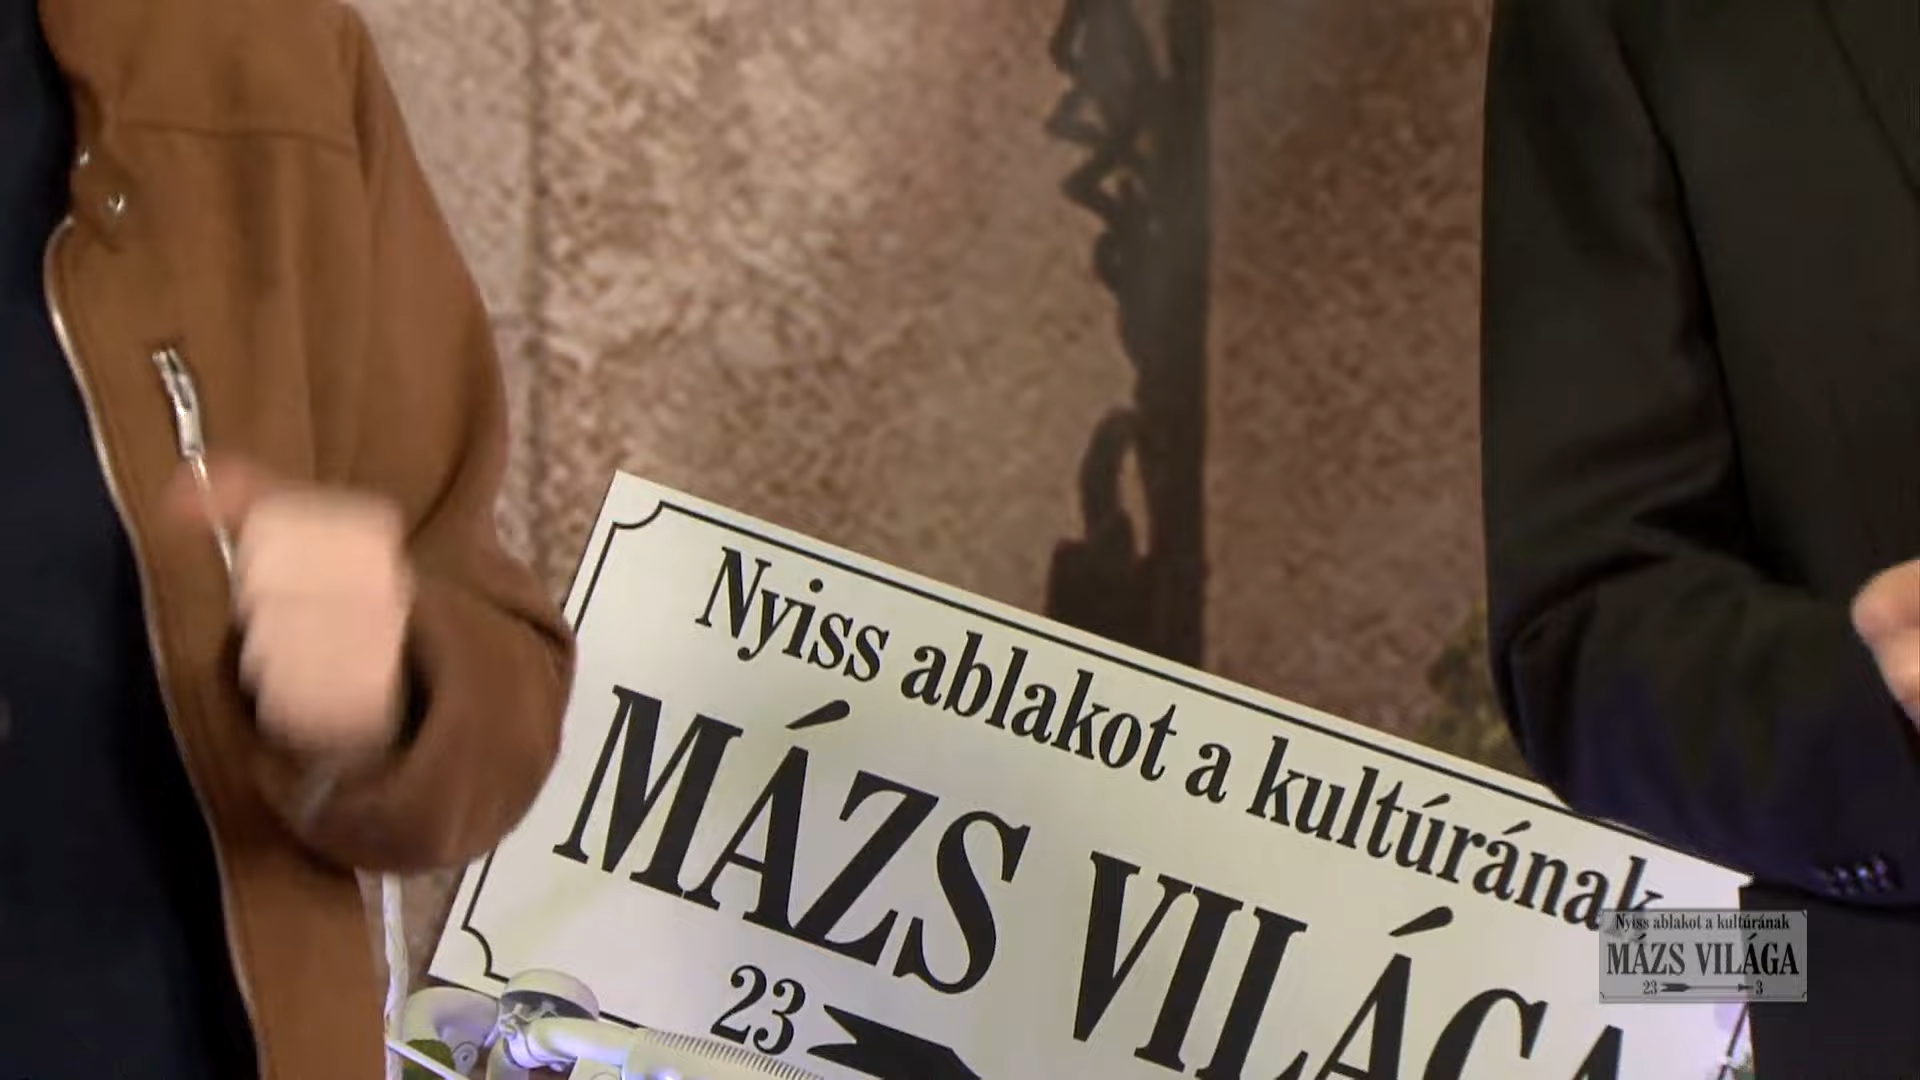 Nyiss ablakot a kultúrának
MÁZS VILÁGA
23
Nyiss ablakot a kultúrának
MÁZS VILÁGA
23 3